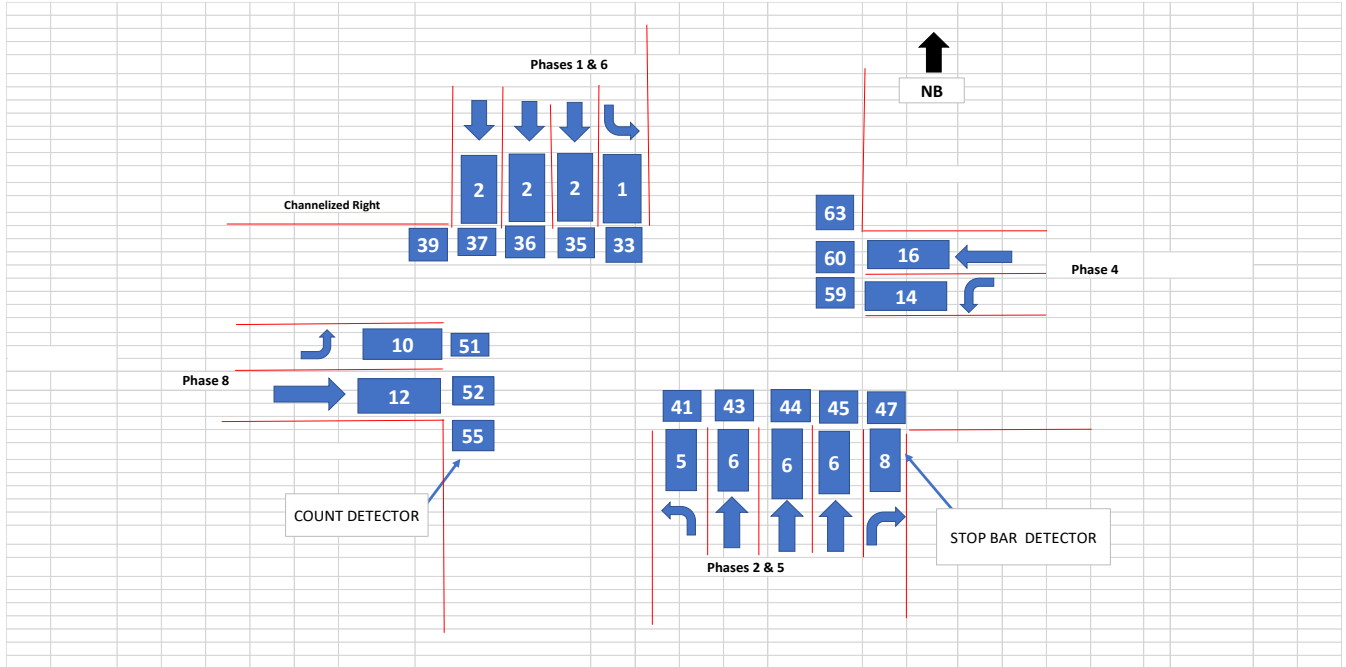 Phases 1 & 6
NB
2 2 2 1
Channelized Right
39 37 36 35 33
63
60 16
Phase 4
59 14
10 51
Phase 8
12 52
55
41 43 44 45 47
5 6 6 6 8
COUNT DETECTOR
STOP BAR DETECTOR
Phases 2 & 5